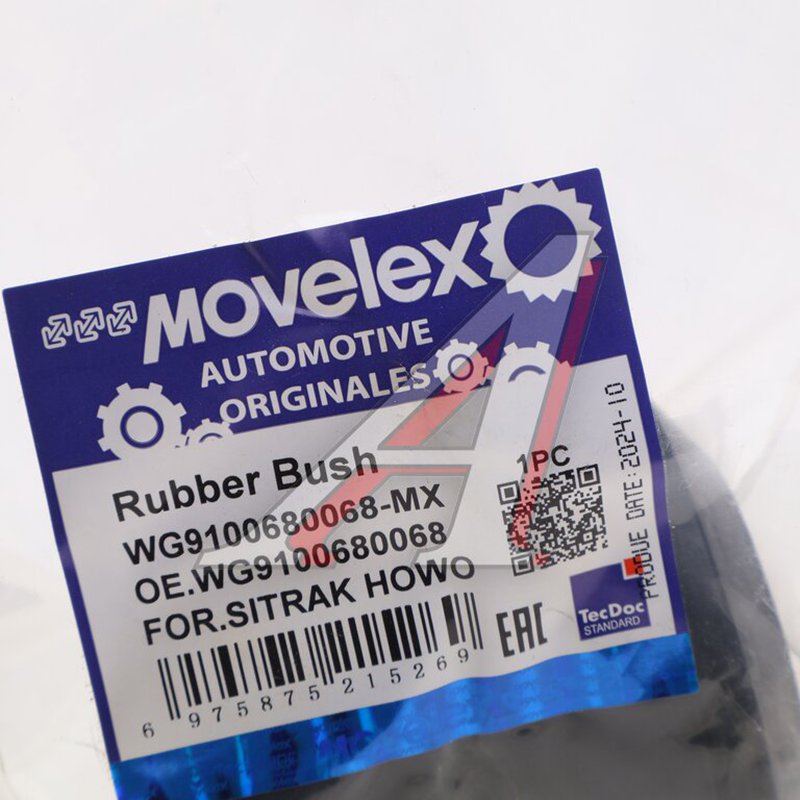 Movelex
AUTOMOTIVE
ORIGINALES
Rubber Bush
1PC
WG9100680068-MX
OE.WG9100680068
FOR.SITRAK HOWO
6 975875 215269
EAC
TecDoc
STANDARD
PRODUE DATE:2024-10